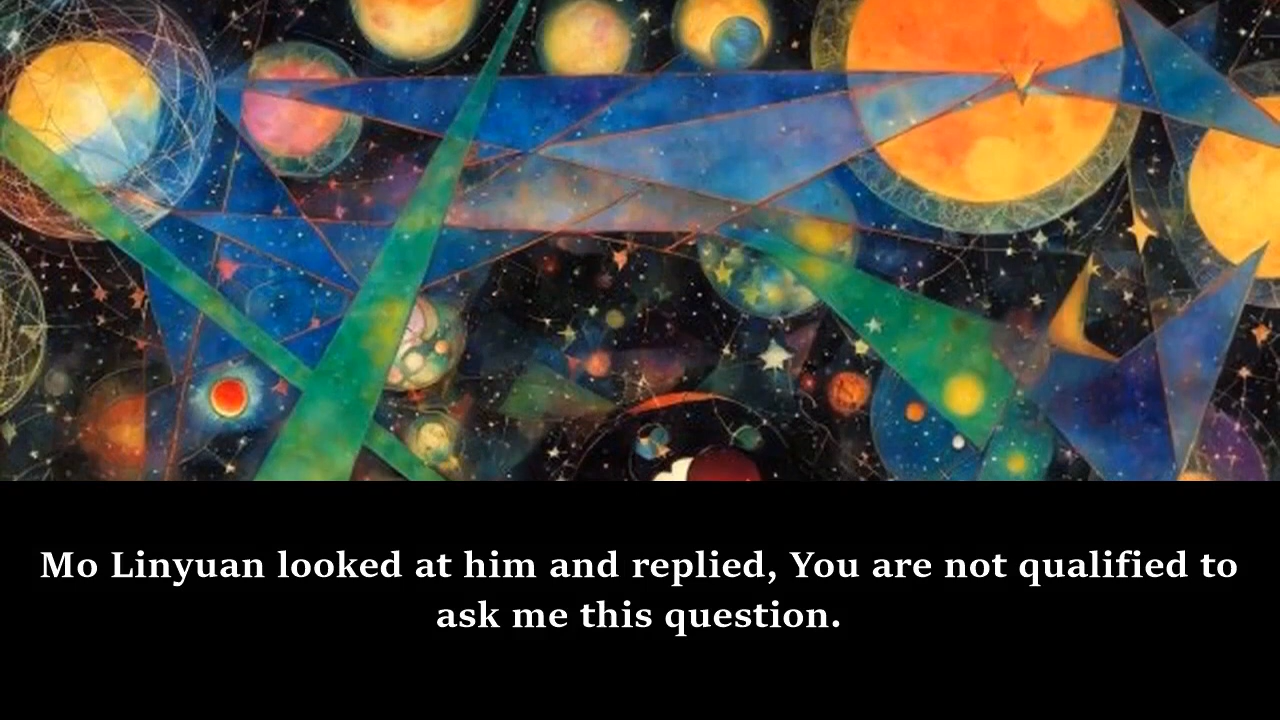 Mo Linyuan looked at him and replied, You are not qualified to
ask me this question.